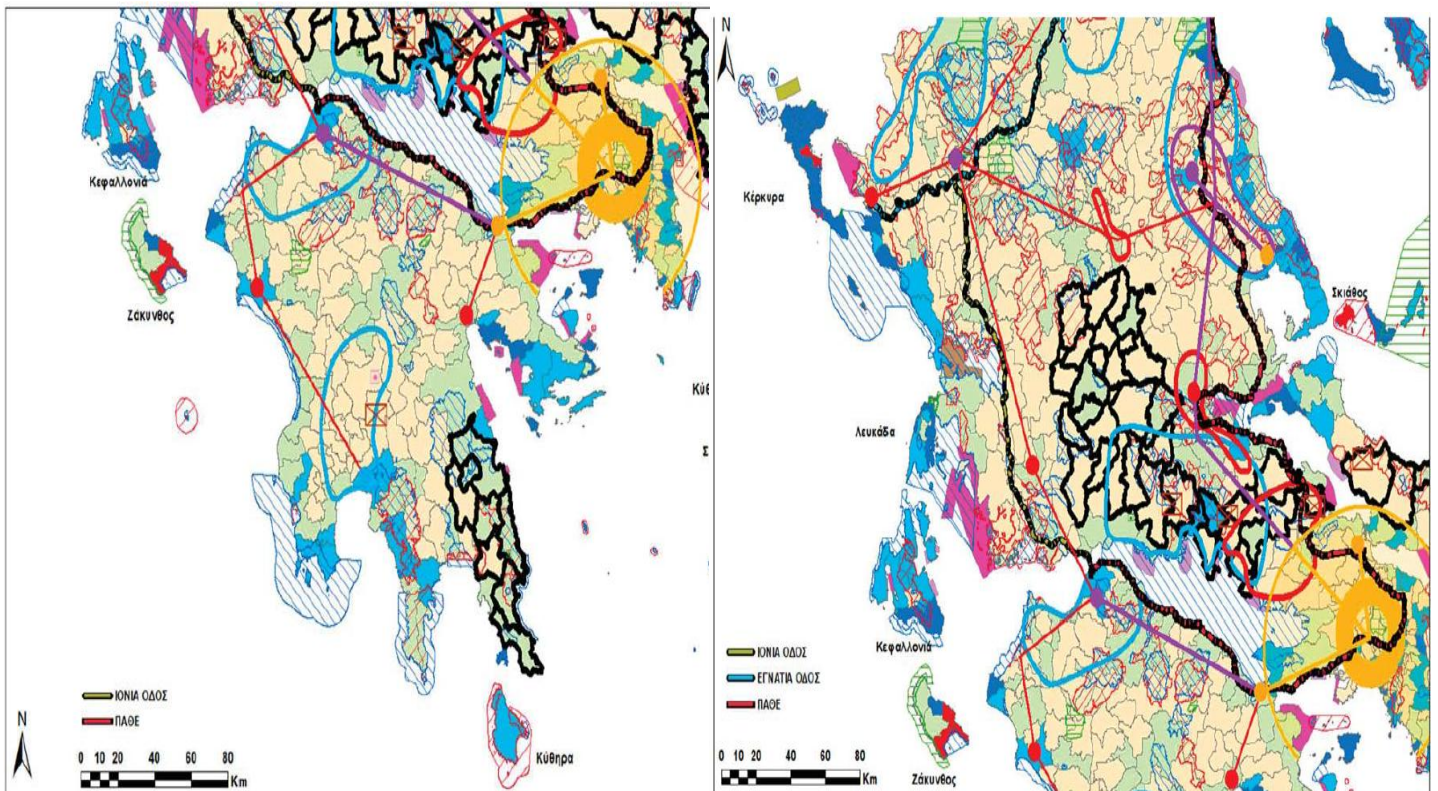 Κεφαλλονιά
Ζάκυνθος
Κύθηρα
N
ΙΟΝΙΑ ΟΔΟΣ
ΠΑΘΕ
0 10 20 40 60 80
Km
N
Κέρκυρα
Σκιάθος
Λευκάδα
Κεφαλλονιά
Ζάκυνθος
ΙΟΝΙΑ ΟΔΟΣ
ΕΓΝΑΤΙΑ ΟΔΟΣ
ΠΑΘΕ
0 10 20 40 60 80
Km